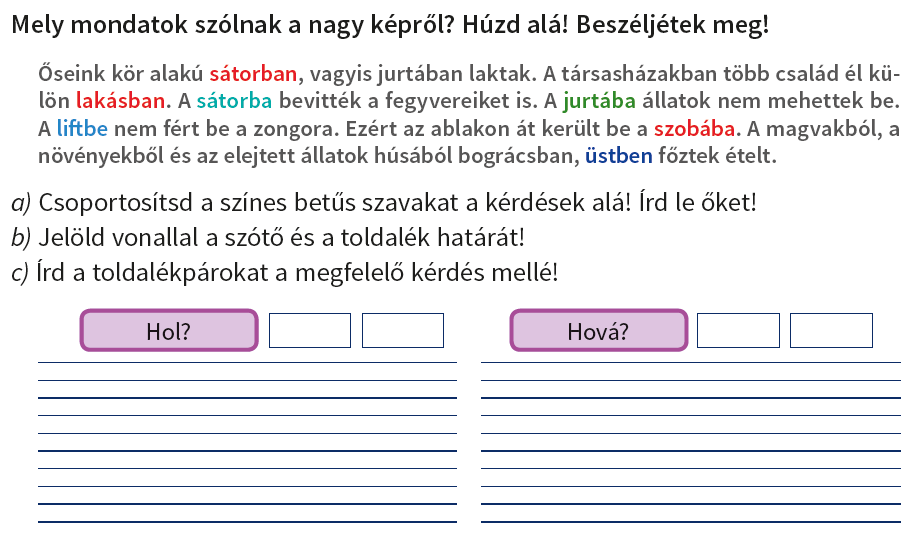 Mely mondatok szólnak a nagy képről? Húzd alá! Beszéljétek meg!
Őseink kör alakú sátorban, vagyis jurtában laktak. A társasházakban több család él kü-
lön lakásban. A sátorba bevitték a fegyvereiket is. A jurtába állatok nem mehettek be.
A liftbe nem fért be a zongora. Ezért az ablakon át került be a szobába. A magvakból, a
növényekből és az elejtett állatok húsából bográcsban, üstben főztek ételt.
a) Csoportosítsd a színes betűs szavakat a kérdések alá! Írd le őket!
b) Jelöld vonallal a szótő és a toldalék határát!
c) Írd a toldalékpárokat a megfelelő kérdés mellé!
Hol?
Hová?